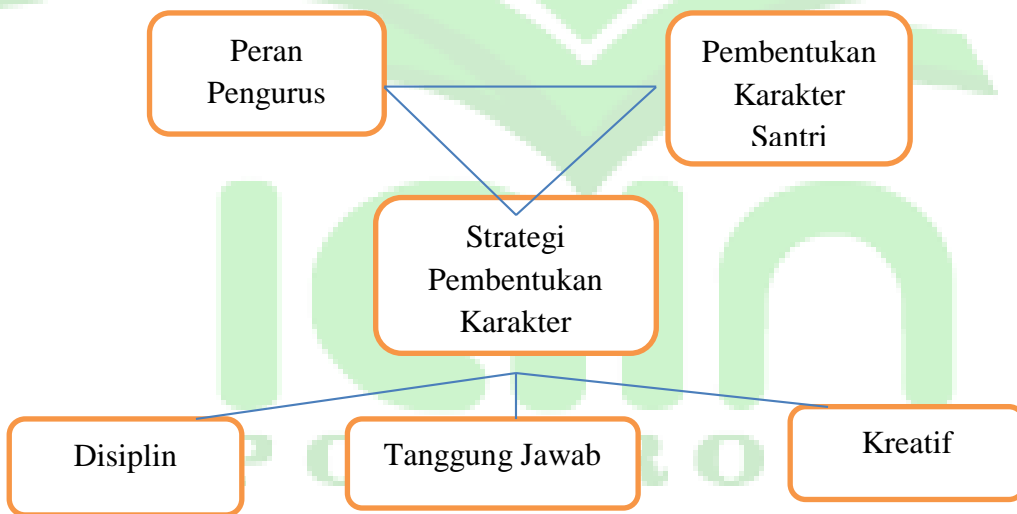 Peran
Pengurus
Pembentukan
Karakter
Santri
Strategi
Pembentukan
Karakter
Disiplin
Tanggung Jawab
Kreatif